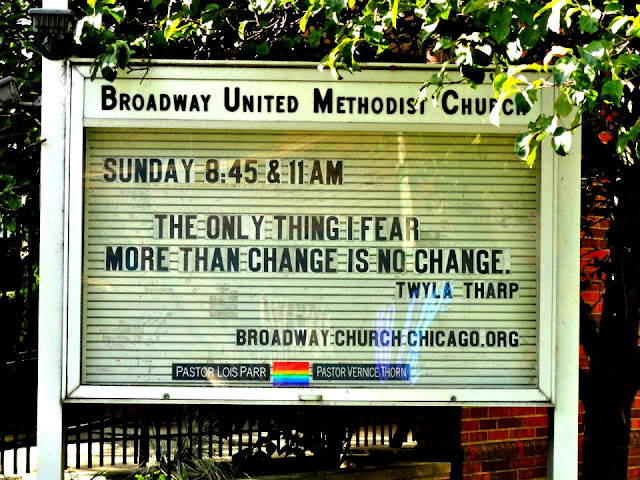 BROADWAY UNITED METHODIST CHURCH
SUNDAY 8:45 & 11 AM
THE ONLY THING I FEAR
MORE THAN CHANGE IS NO CHANGE.
TWYLA THARP
BROADWAY CHURCH CHICAGO.ORG
PASTOR LOIS PARR PASTOR VERNICE THORN